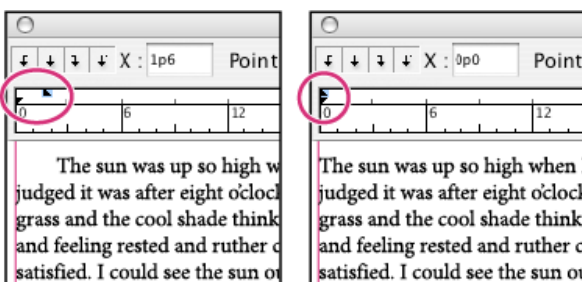 X : 1p6 Point
0 6 12
The sun was up so high w
judged it was after eight o'cloc
grass and the cool shade think
and feeling rested and ruther
satisfied. I could see the sun
X : 0p0 Point
0 6 12
The sun was up so high when
judged it was after eight o'cloc
grass and the cool shade think
and feeling rested and ruther
satisfied. I could see the sun